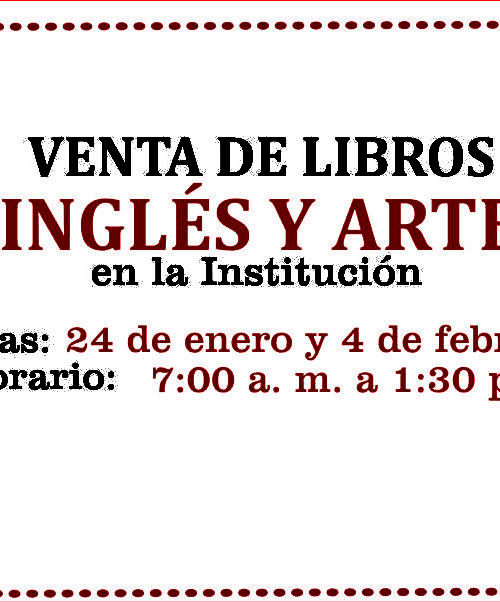 VENTA DE LIBROS
INGLÉS Y ARTE
en la Institución
as: 24 de enero y 4 de febr
orario: 7:00 a. m. a 1:30 p